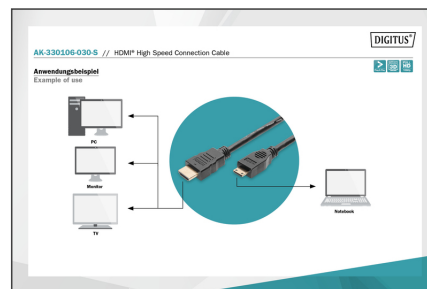 DIGITUS®
AK-330106-030-S // HDMI® High Speed Connection Cable
Anwendungsbeispiel
Example of use
PC
Monitor
TV
Notebook